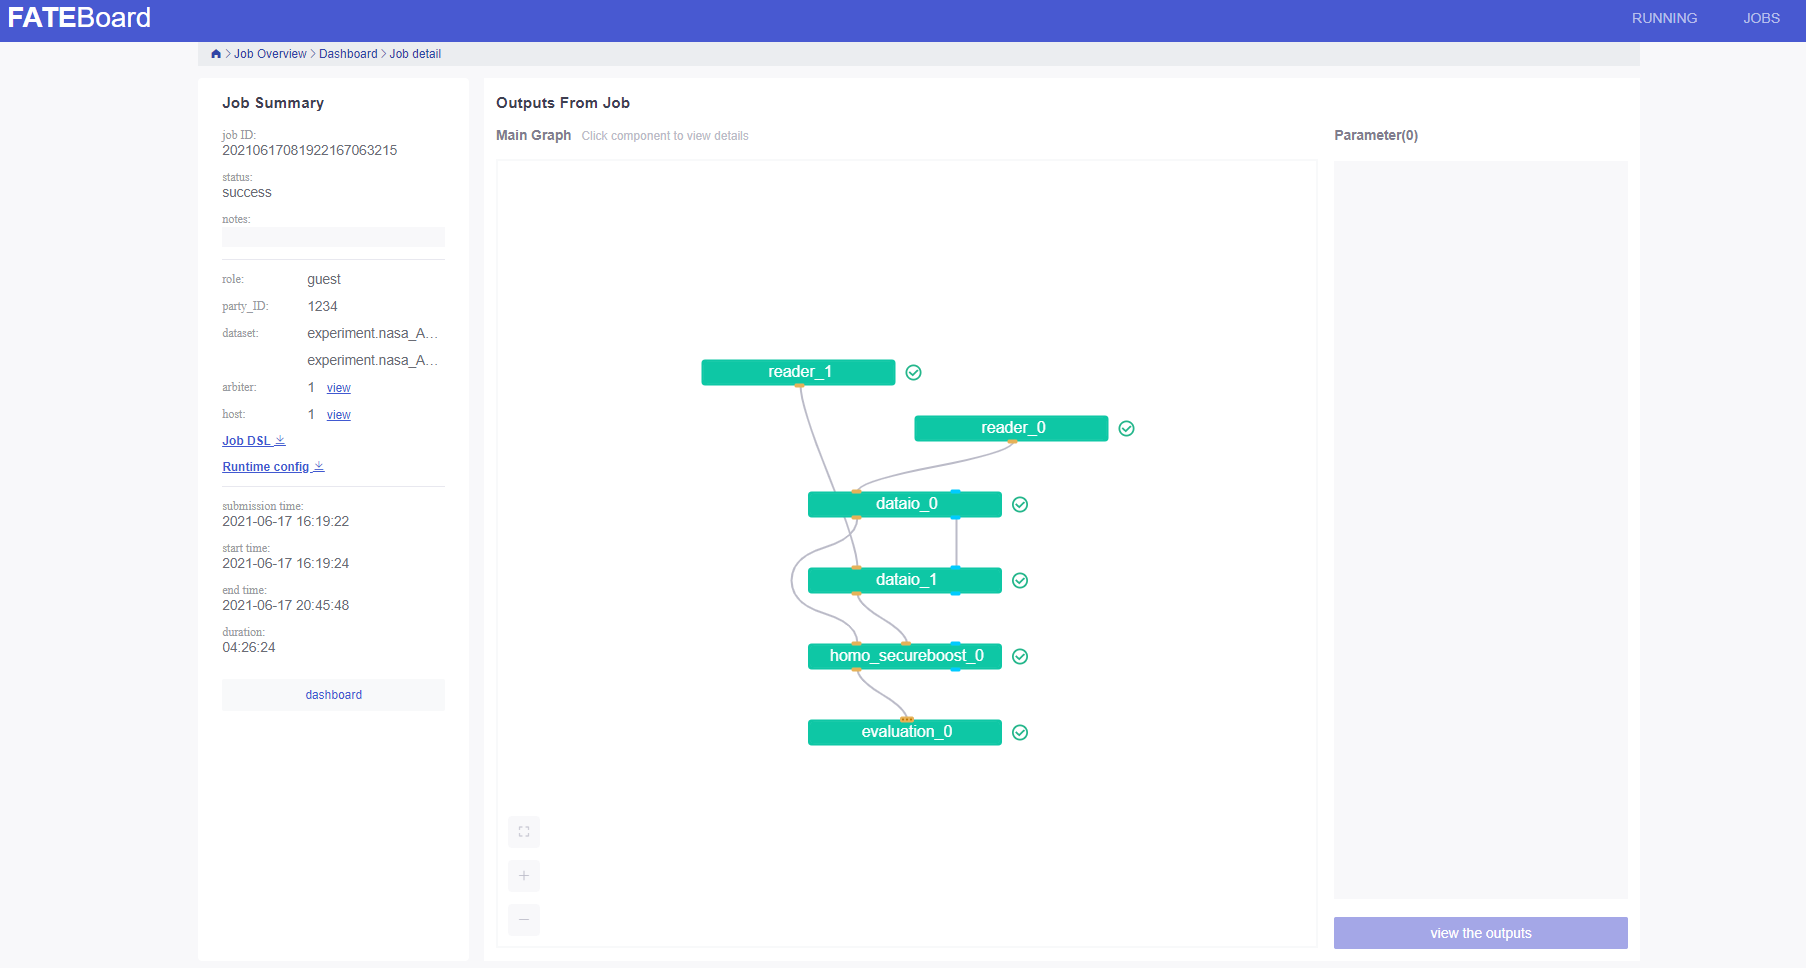 FATEBoard
RUNNING
JOBS
Job Overview
Dashboard
Job detail
Job Summary
job ID:
20210617081922167063215
status:
success
notes:
role: guest
party_ID: 1234
dataset: experiment.nasa_A...
experiment.nasa_A...
arbiter: 1 view
host: 1 view
Job DSL
Runtime config
submission time:
2021-06-17 16:19:22
start time:
2021-06-17 16:19:24
end time:
2021-06-17 20:45:48
duration:
04:26:24
dashboard
Outputs From Job
Main Graph Click component to view details
reader_1
reader_0
dataio_0
dataio_1
homo_secureboost_0
evaluation_0
Parameter(0)
view the outputs